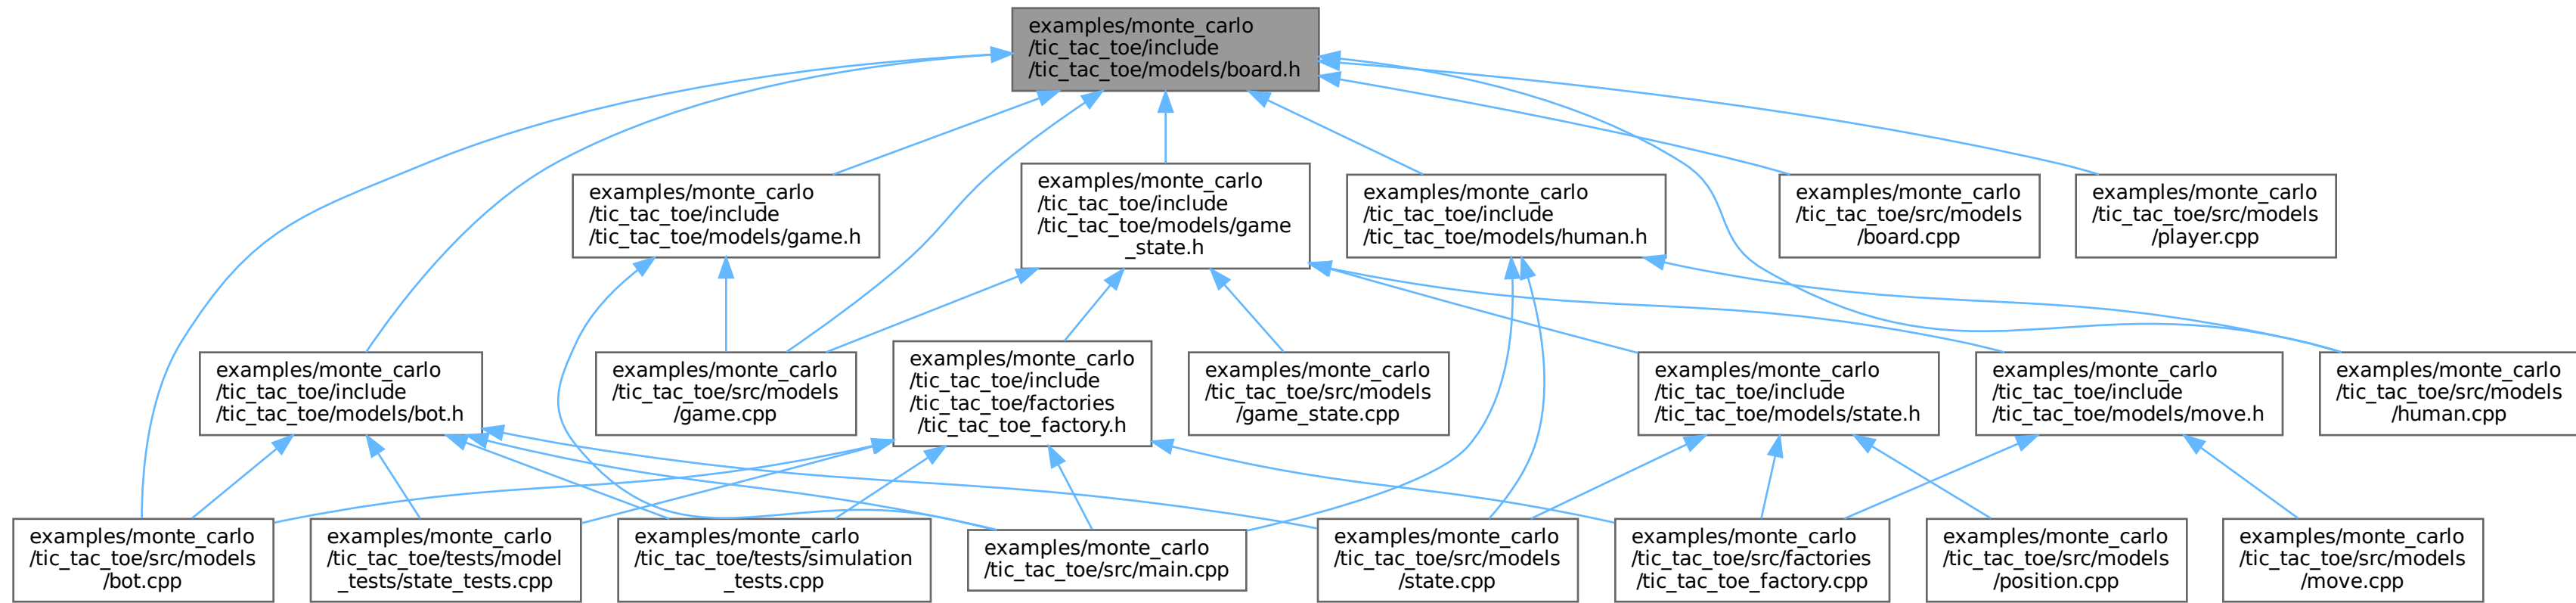 examples/monte_carlo
/tic_tac_toe/include
/tic_tac_toe/models/board.h
examples/monte_carlo
/tic_tac_toe/include
/tic_tac_toe/models/game.h
examples/monte_carlo
/tic_tac_toe/include
/tic_tac_toe/models/game
_state.h
examples/monte_carlo
/tic_tac_toe/include
/tic_tac_toe/models/human.h
examples/monte_carlo
/tic_tac_toe/src/models
/board.cpp
examples/monte_carlo
/tic_tac_toe/src/models
/player.cpp
examples/monte_carlo
/tic_tac_toe/include
/tic_tac_toe/models/bot.h
examples/monte_carlo
/tic_tac_toe/src/models
/game.cpp
examples/monte_carlo
/tic_tac_toe/include
/tic_tac_toe/factories
/tic_tac_toe_factory.h
examples/monte_carlo
/tic_tac_toe/src/models
/game_state.cpp
examples/monte_carlo
/tic_tac_toe/include
/tic_tac_toe/models/state.h
examples/monte_carlo
/tic_tac_toe/include
/tic_tac_toe/models/move.h
examples/monte_carlo
/tic_tac_toe/src/models
/human.cpp
examples/monte_carlo
/tic_tac_toe/src/models
/bot.cpp
examples/monte_carlo
/tic_tac_toe/tests/model
_tests/state_tests.cpp
examples/monte_carlo
/tic_tac_toe/tests/simulation
_tests.cpp
examples/monte_carlo
/tic_tac_toe/src/main.cpp
examples/monte_carlo
/tic_tac_toe/src/models
/state.cpp
examples/monte_carlo
/tic_tac_toe/src/factories
/tic_tac_toe_factory.cpp
examples/monte_carlo
/tic_tac_toe/src/models
/position.cpp
examples/monte_carlo
/tic_tac_toe/src/models
/move.cpp